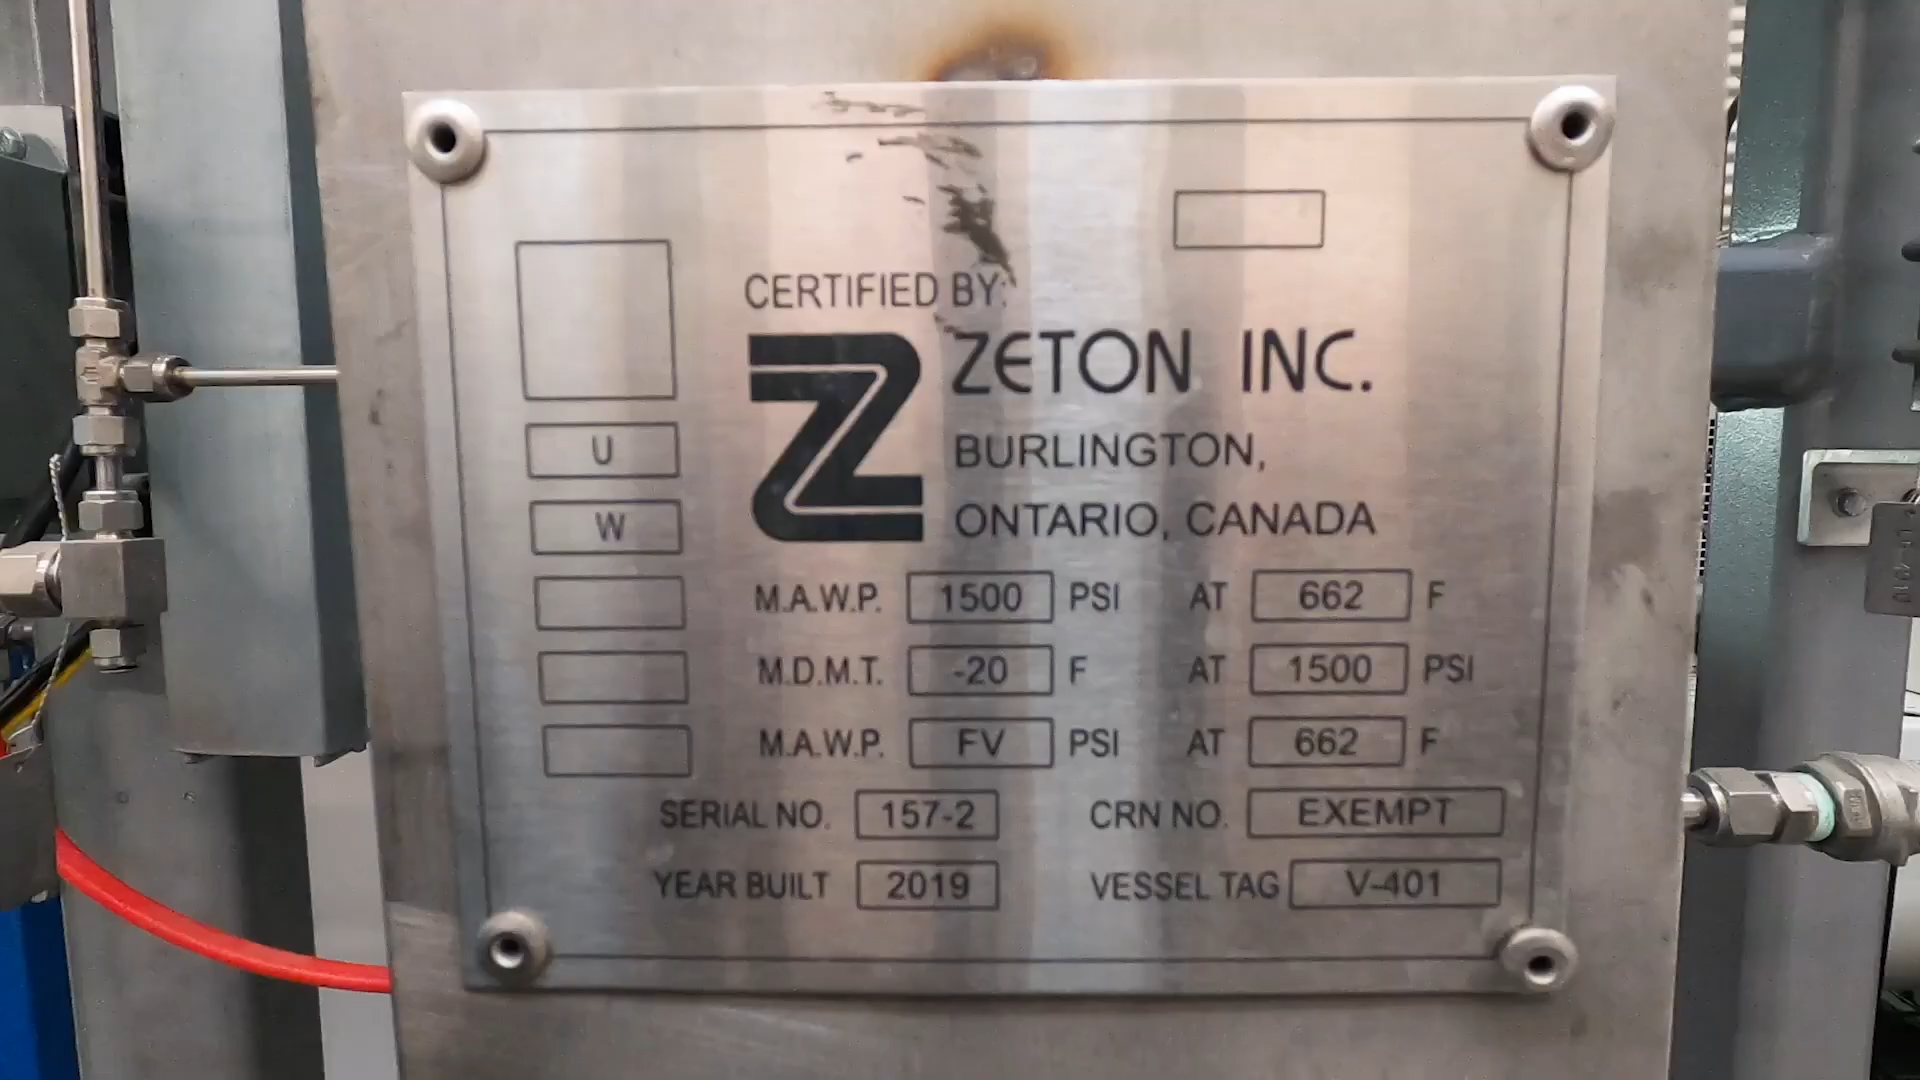 CERTIFIED BY:
ZETON INC.
BURLINGTON,
ONTARIO, CANADA
U
W
M.A.W.P. 1500 PSI AT 662 F
M.D.M.T. -20 F AT 1500 PSI
M.A.W.P. FV PSI AT 662 F
SERIAL NO. 157-2 CRN NO. EXEMPT
YEAR BUILT 2019 VESSEL TAG V-401